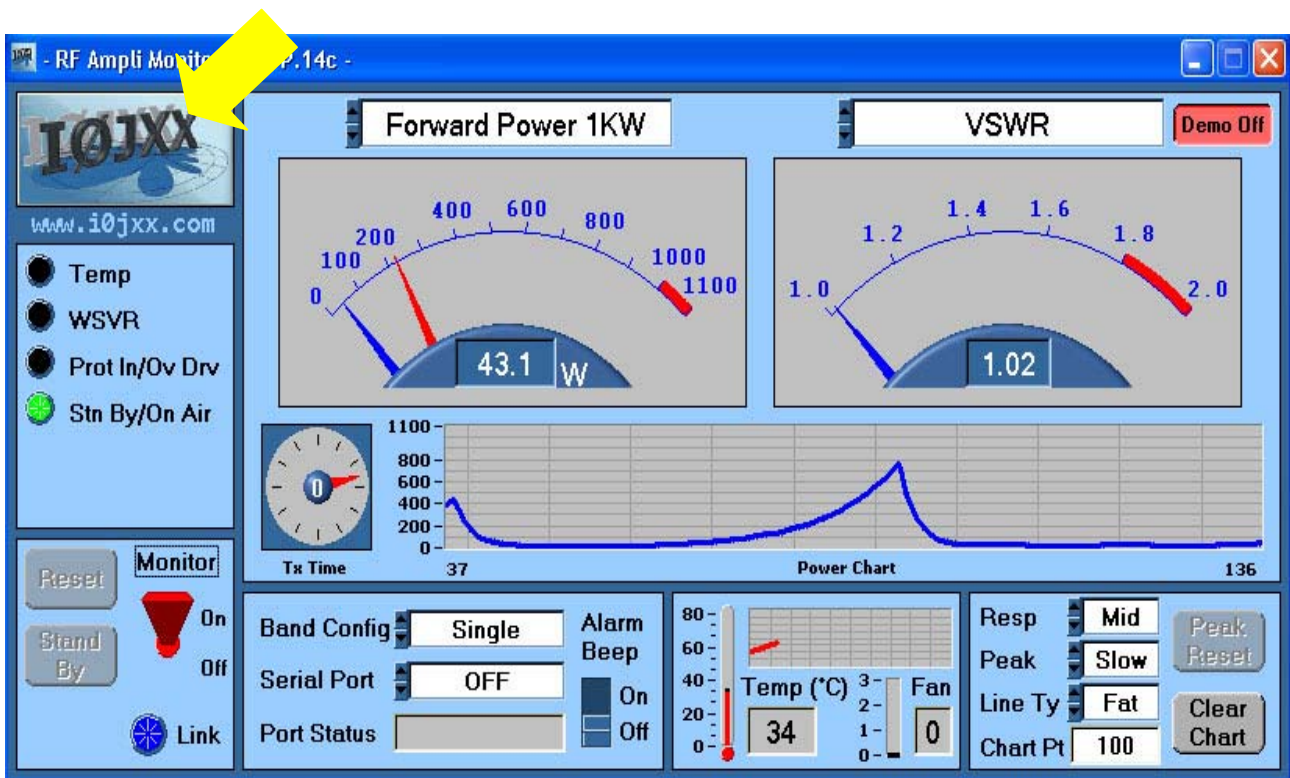 - RF Ampli Monito P.14c -
IØJXX
www.i0jxx.com
Forward Power 1KW
VSWR
Demo Off
0
100
200
400
600
800
1000
1100
43.1
W
1.0
1.2
1.4
1.6
1.8
2.0
1.02
Temp
WSVR
Prot In/Ov Drv
Stn By/On Air
0
Tx Time
1100
800
600
400
200
0
37
Power Chart
136
Reset
Stand
By
Monitor
On
Off
Link
Band Config
Single
Serial Port
OFF
Port Status
Alarm
Beep
On
Off
80
60
40
20
0
Temp (°C)
34
3
2
1
0
Fan
0
Resp
Mid
Peak
Slow
Line Ty
Fat
Chart Pt
100
Peak
Reset
Clear
Chart